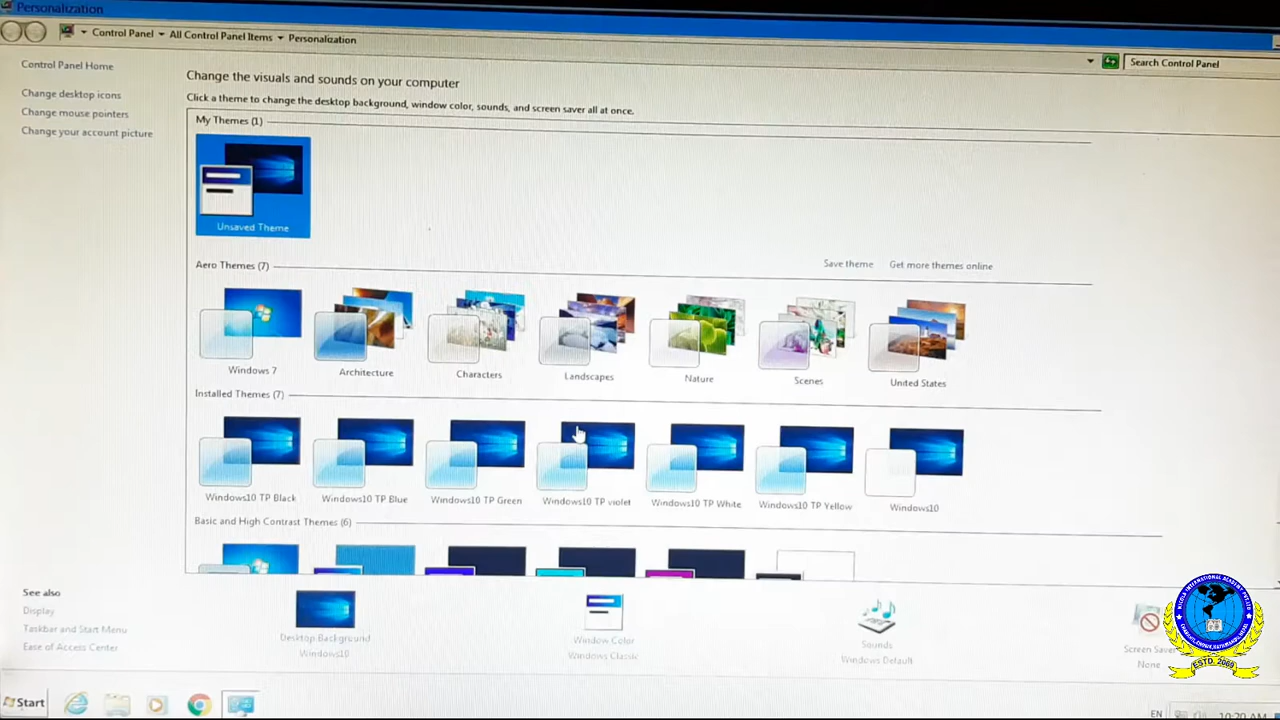 Personalization
Control Panel
All Control Panel Items
Personalization
Search Control Panel
Control Panel Home
Change desktop icons
Change mouse pointers
Change your account picture
Change the visuals and sounds on your computer
Click a theme to change the desktop background, window color, sounds, and screen saver all at once.
My Themes (1)
Unsaved Theme
Save theme
Get more themes online
Aero Themes (7)
Windows 7
Architecture
Characters
Landscapes
Nature
Scenes
United States
Installed Themes (7)
Windows10 TP Black
Windows10 TP Blue
Windows10 TP Green
Windows10 TP violet
Windows10 TP White
Windows10 TP Yellow
Windows10
Basic and High Contrast Themes (6)
See also
Display
Taskbar and Start Menu
Ease of Access Center
Desktop Background
Windows10
Window Color
Windows Classic
Sounds
Windows Default
Screen Saver
None
Start
EN
10:20 AM
ESTD. 2069